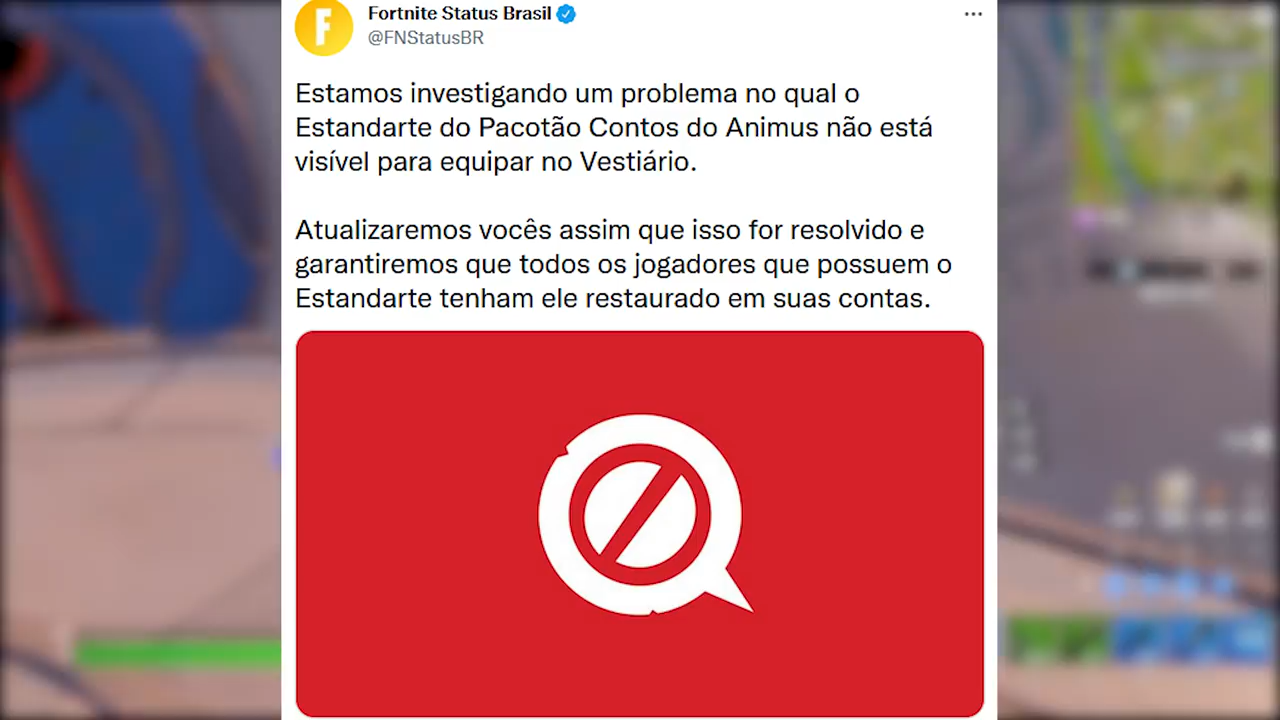 Fortnite Status Brasil
@FNStatusBR
Estamos investigando um problema no qual o
Estandarte do Pacotão Contos do Animus não está
visível para equipar no Vestiário.
Atualizaremos vocês assim que isso for resolvido e
garantiremos que todos os jogadores que possuem o
Estandarte tenham ele restaurado em suas contas.